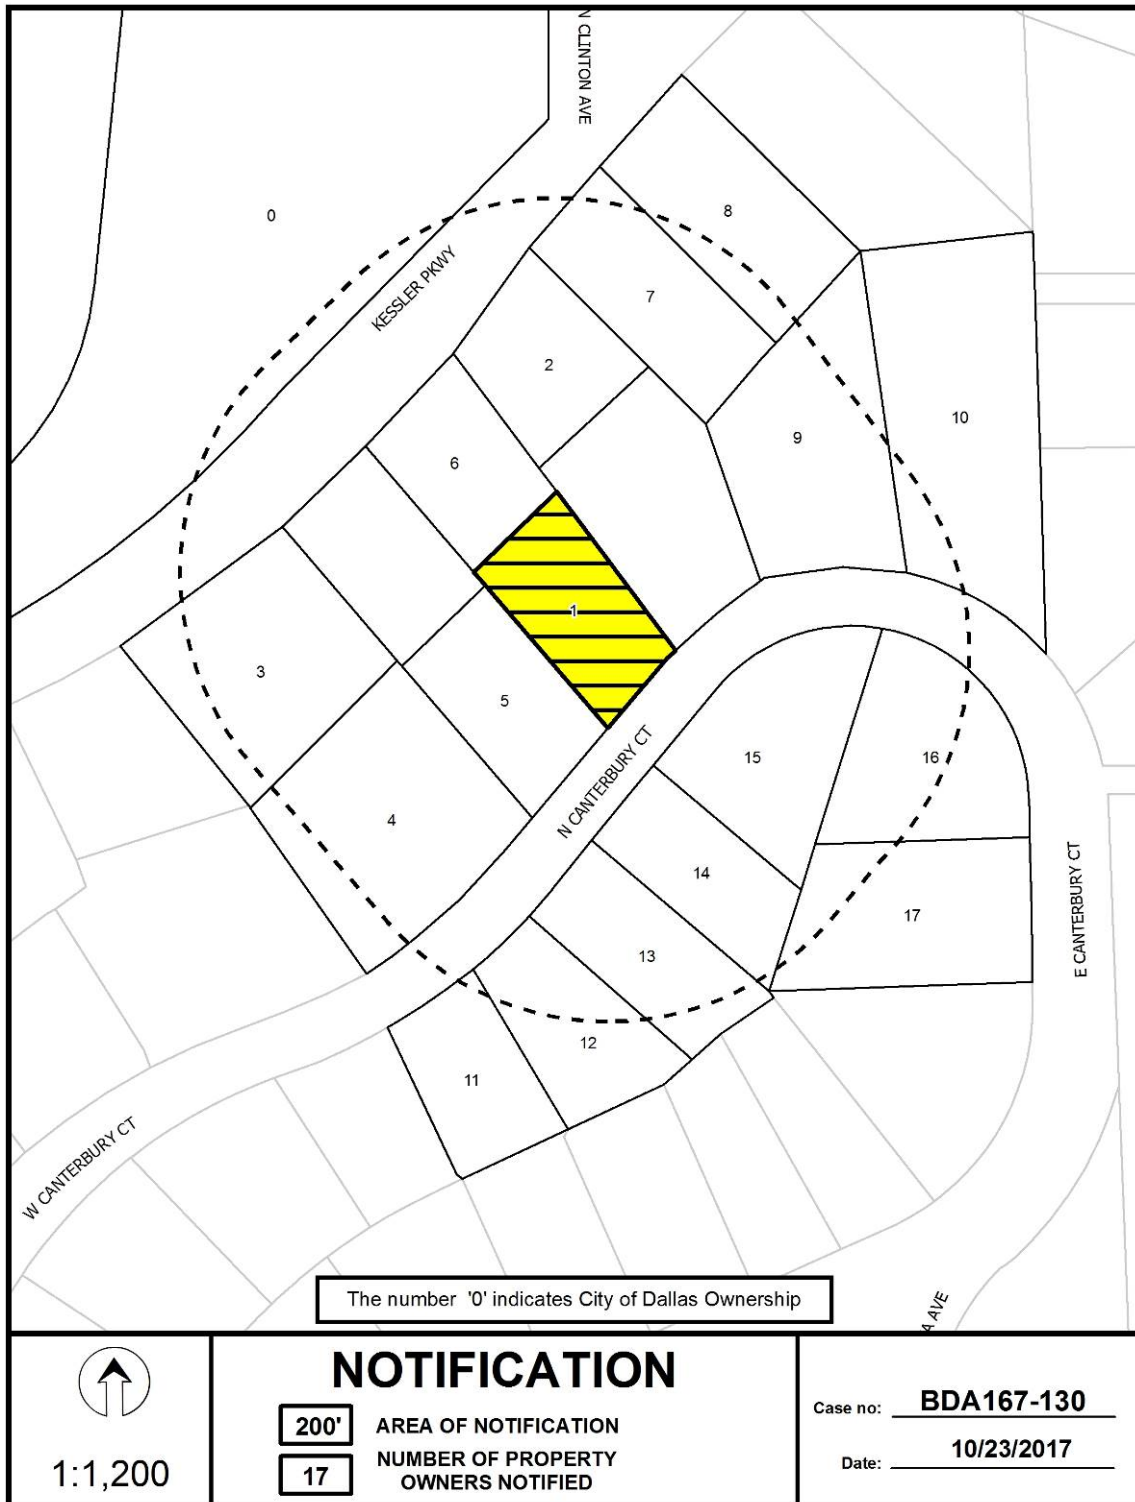 N CLINTON AVE
0
8
KESSLER PKWY
7
2
10
9
6
1
3
5
N CANTERBURY CT
15
16
4
14
E CANTERBURY CT
17
13
12
11
W CANTERBURY CT
The number '0' indicates City of Dallas Ownership
AVE
1:1,200
NOTIFICATION
200' AREA OF NOTIFICATION
17 NUMBER OF PROPERTY
OWNERS NOTIFIED
Case no: BDA167-130
Date: 10/23/2017